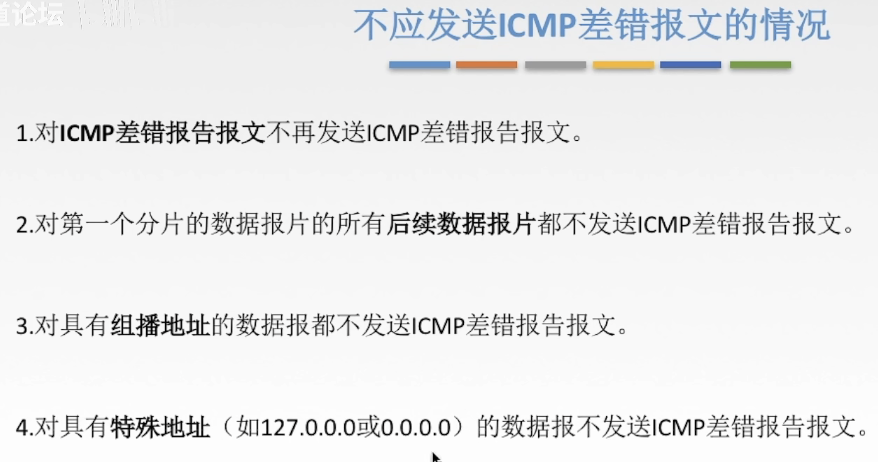 道论坛
不应发送ICMP差错报文的情况
1.对ICMP差错报告报文不再发送ICMP差错报告报文。
2.对第一个分片的数据报片的所有后续数据报片都不发送ICMP差错报告报文。
3.对具有组播地址的数据报都不发送ICMP差错报告报文。
4.对具有特殊地址（如127.0.0.0或0.0.0.0）的数据报不发送ICMP差错报告报文。